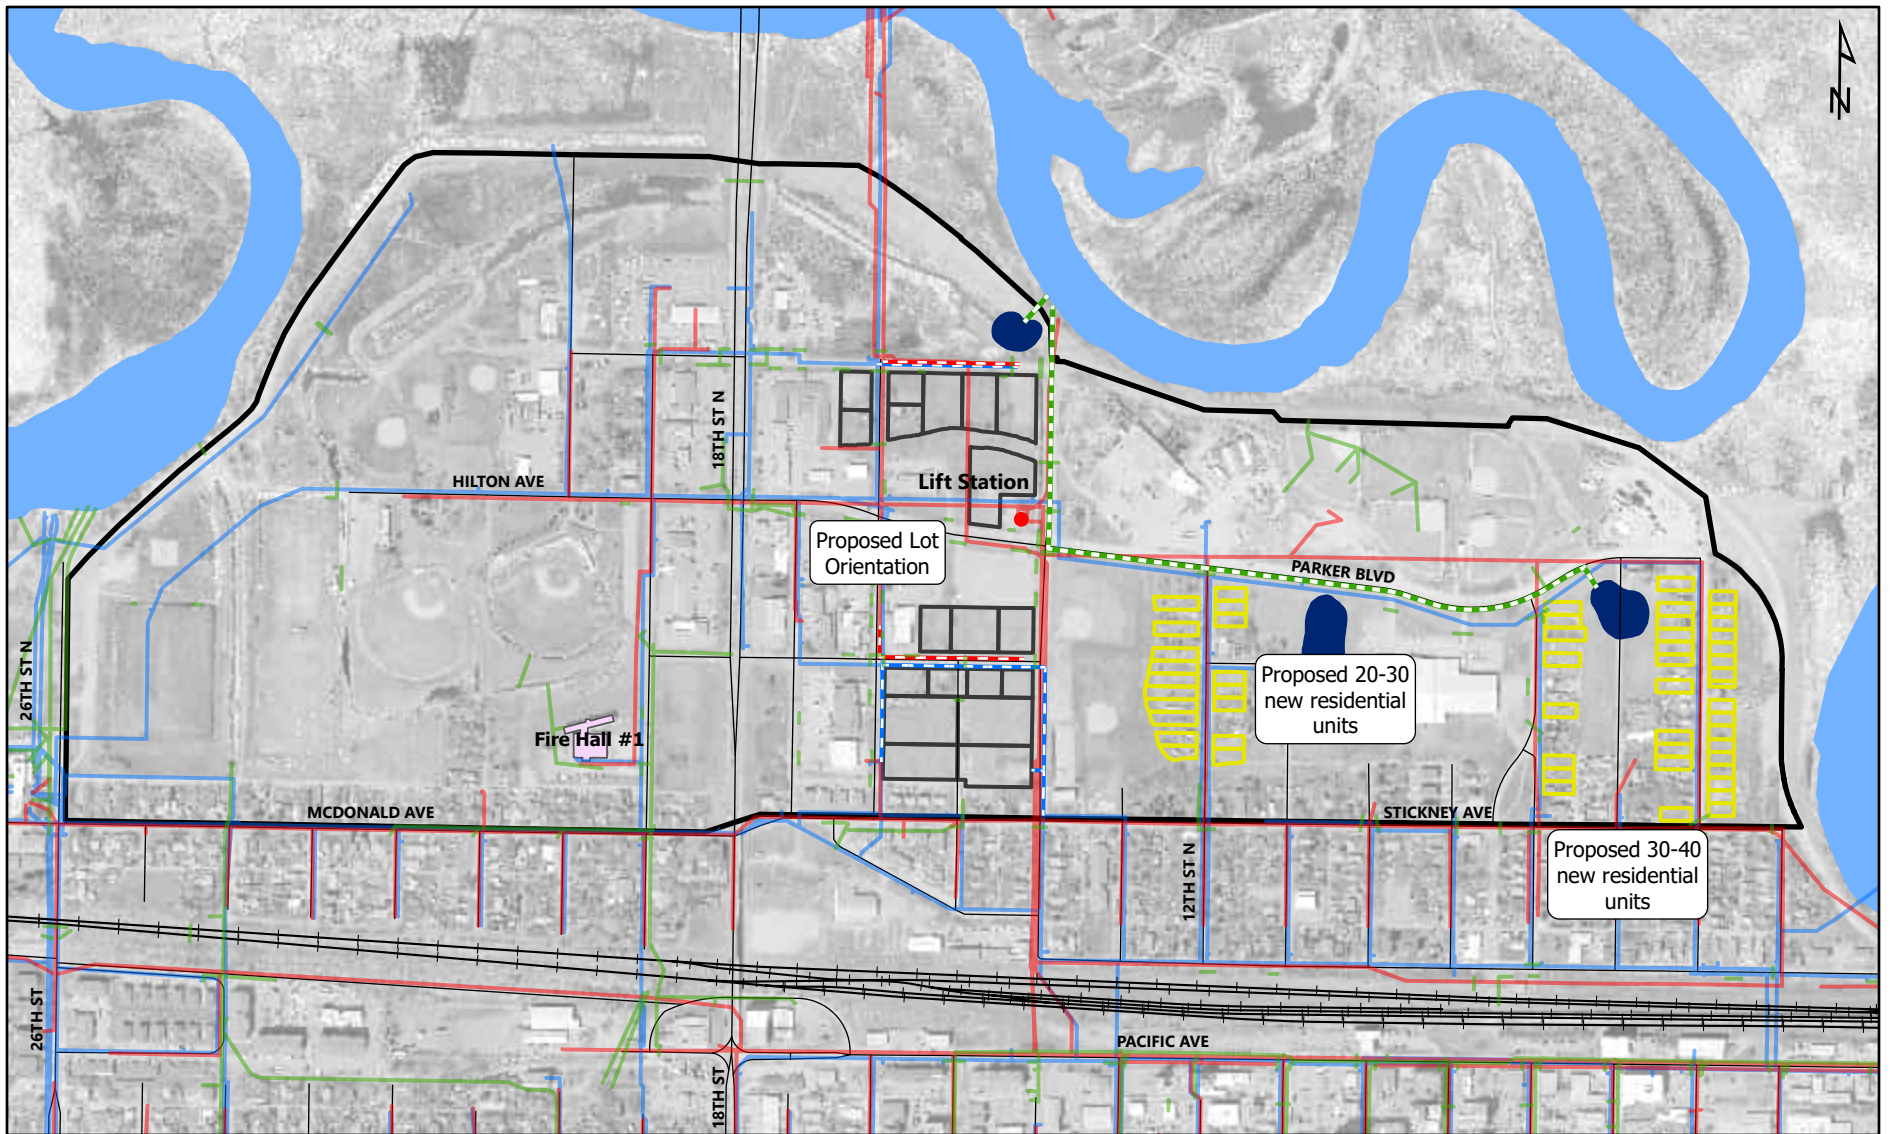 N
18TH ST N
HILTON AVE
Lift Station
Proposed Lot
Orientation
PARKER BLVD
26TH ST N
Proposed 20-30
new residential
units
Fire Hall #1
MCDONALD AVE
STICKNEY AVE
Proposed 30-40
new residential
units
12TH ST N
26TH ST
PACIFIC AVE
18TH ST